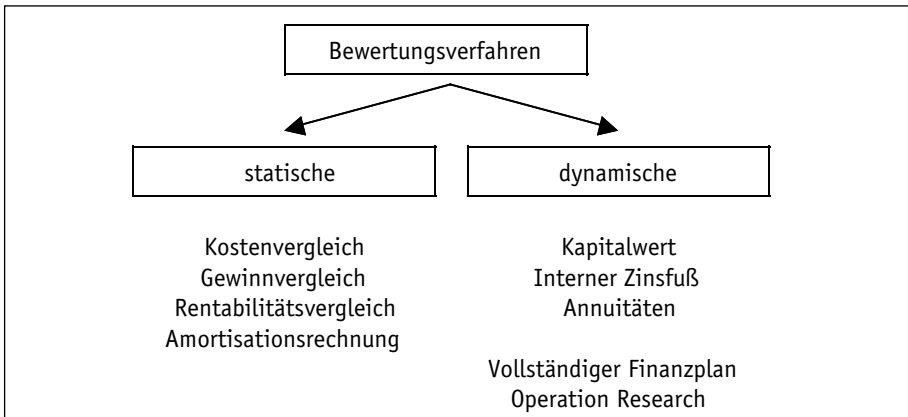 Bewertungsverfahren
statische
Kostenvergleich
Gewinnvergleich
Rentabilitätsvergleich
Amortisationsrechnung
dynamische
Kapitalwert
Interner Zinsfuß
Annuitäten
Vollständiger Finanzplan
Operation Research